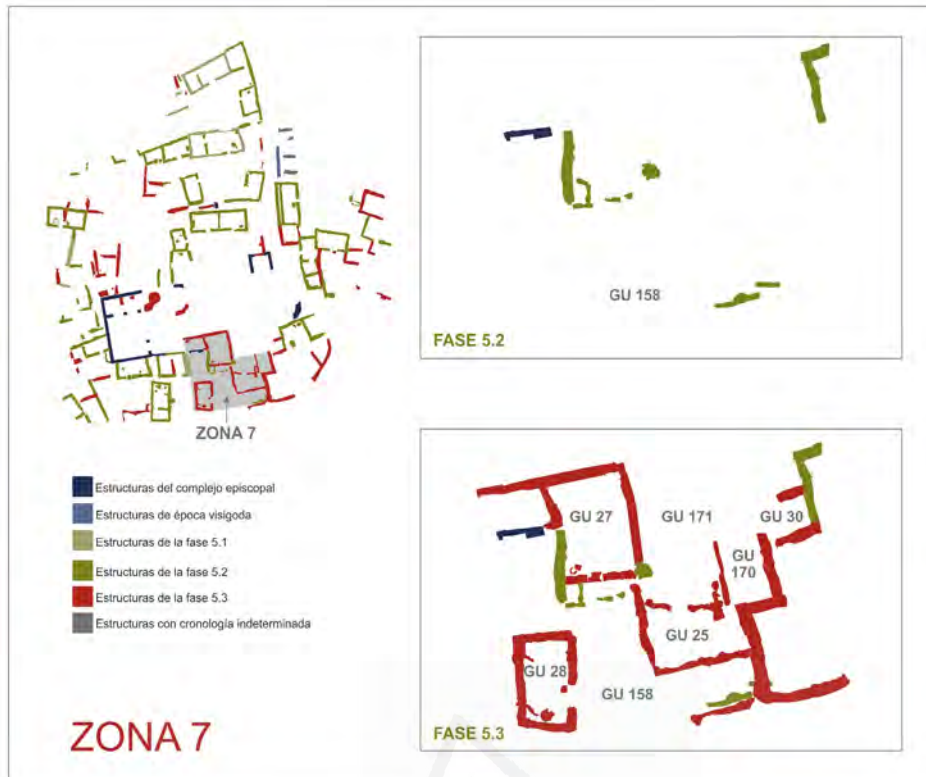 ZONA 7
Estructuras del complejo episcopal
Estructuras de época visigoda
Estructuras de la fase 5.1
Estructuras de la fase 5.2
Estructuras de la fase 5.3
Estructuras con cronología indeterminada
ZONA 7
GU 158
FASE 5.2
GU 27
GU 171
GU 30
GU
170
GU 25
GU 28
GU 158
FASE 5.3